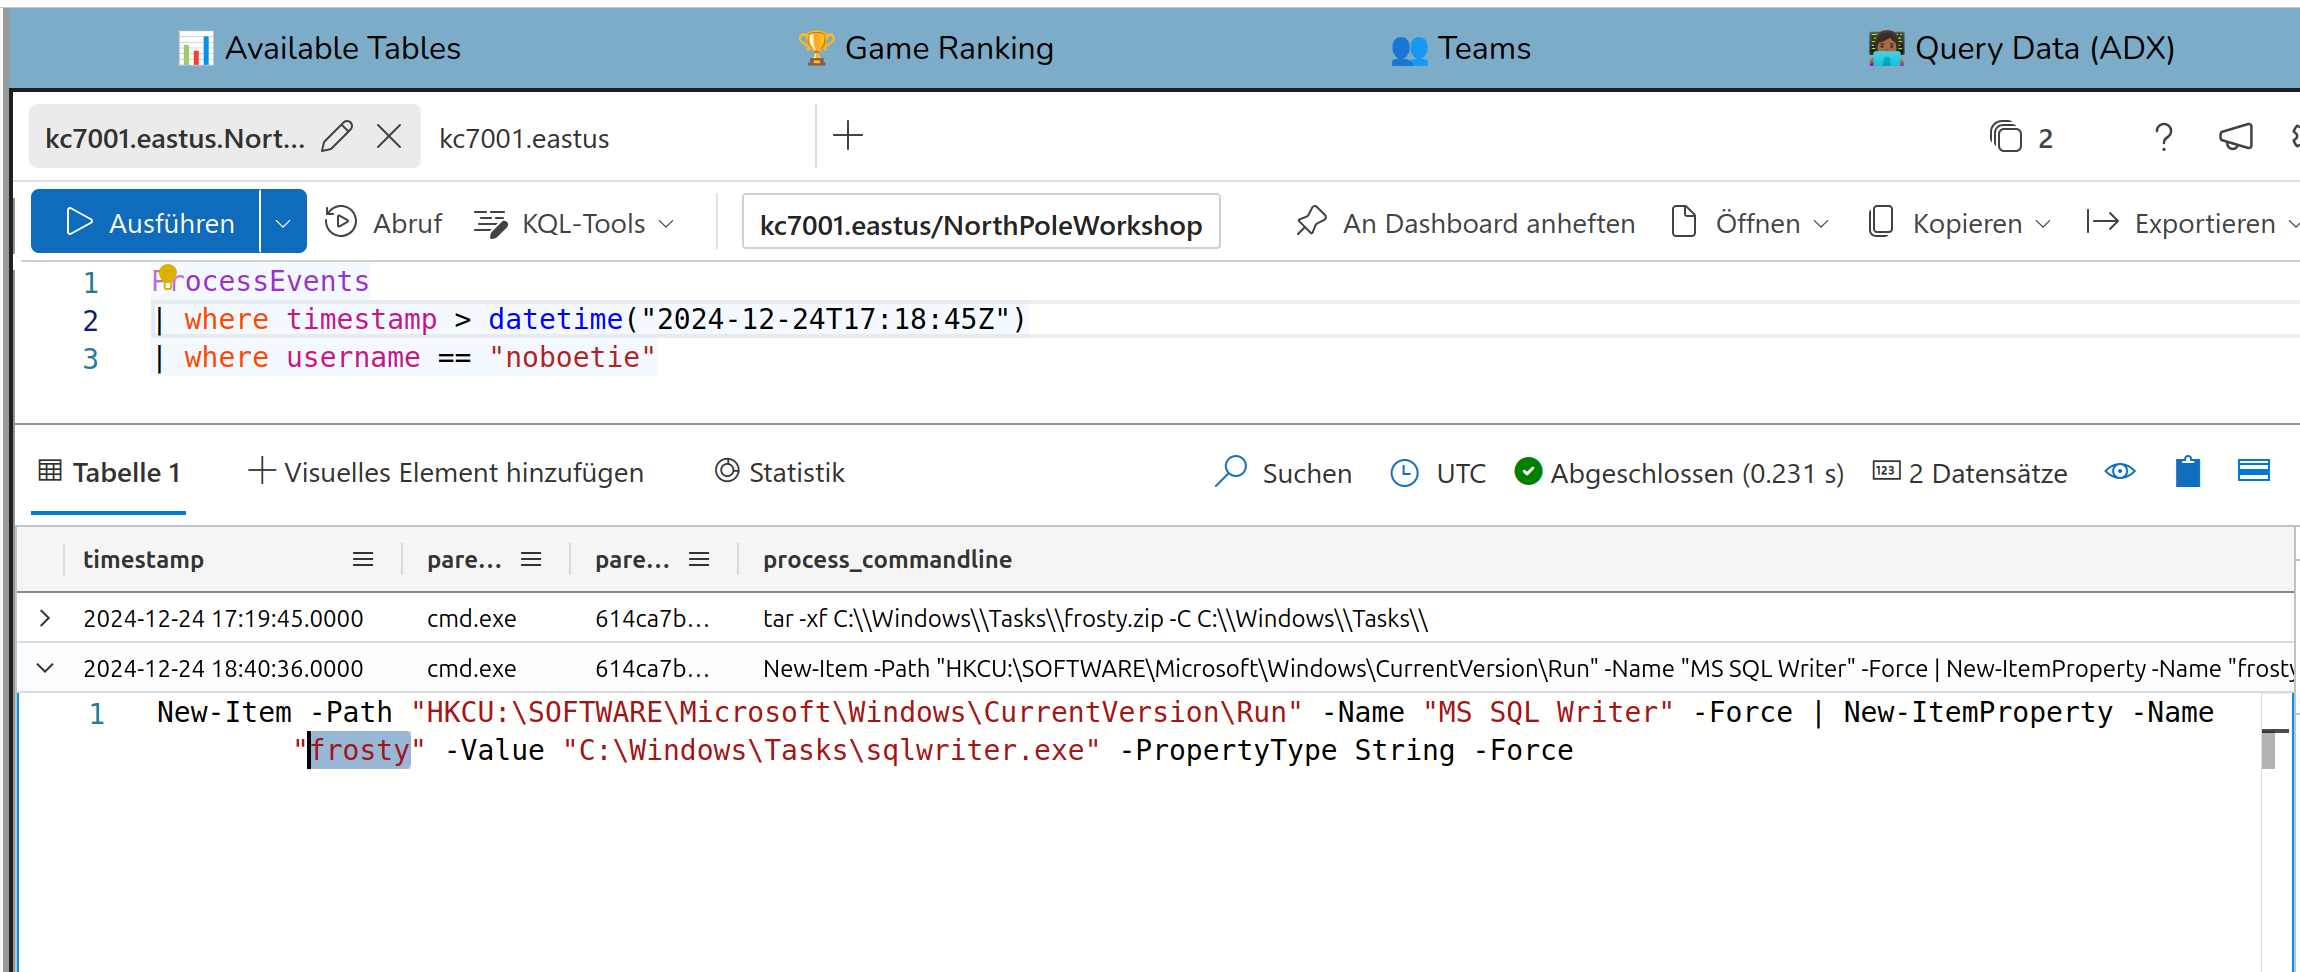 Available Tables
Game Ranking
Teams
Query Data (ADX)
kc7001.eastus.Nort...
kc7001.eastus
2
Ausführen
Abruf
KQL-Tools
kc7001.eastus/NorthPoleWorkshop
An Dashboard anheften
Öffnen
Kopieren
Exportieren
1 ProcessEvents
2 | where timestamp > datetime("2024-12-24T17:18:45Z")
3 | where username == "noboetie"
Tabelle 1
Visuelles Element hinzufügen
Statistik
Suchen
UTC
Abgeschlossen (0.231 s)
123 2 Datensätze
timestamp pare... pare... process_commandline
2024-12-24 17:19:45.0000 cmd.exe 614ca7b... tar -xf C:\\Windows\\Tasks\\frosty.zip -C C:\\Windows\\Tasks\\
2024-12-24 18:40:36.0000 cmd.exe 614ca7b... New-Item -Path "HKCU:\SOFTWARE\Microsoft\Windows\CurrentVersion\Run" -Name "MS SQL Writer" -Force | New-ItemProperty -Name "frosty
1 New-Item -Path "HKCU:\SOFTWARE\Microsoft\Windows\CurrentVersion\Run" -Name "MS SQL Writer" -Force | New-ItemProperty -Name
"frosty" -Value "C:\Windows\Tasks\sqlwriter.exe" -PropertyType String -Force